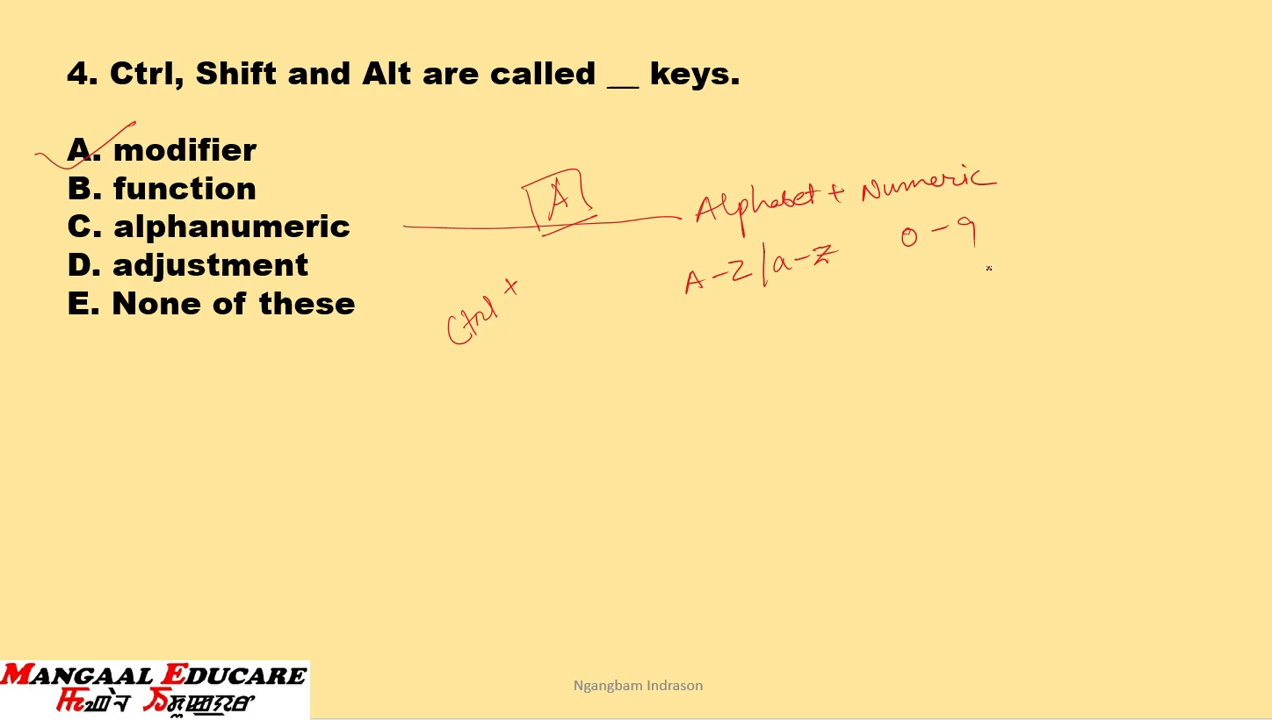 4. Ctrl, Shift and Alt are called __ keys.
A. modifier
B. function
C. alphanumeric
D. adjustment
E. None of these
A
Alphabet + Numeric
A-Z/a-z 0-9
Ctrl +
MANGAAL EDUCARE
Ngangbam Indrason